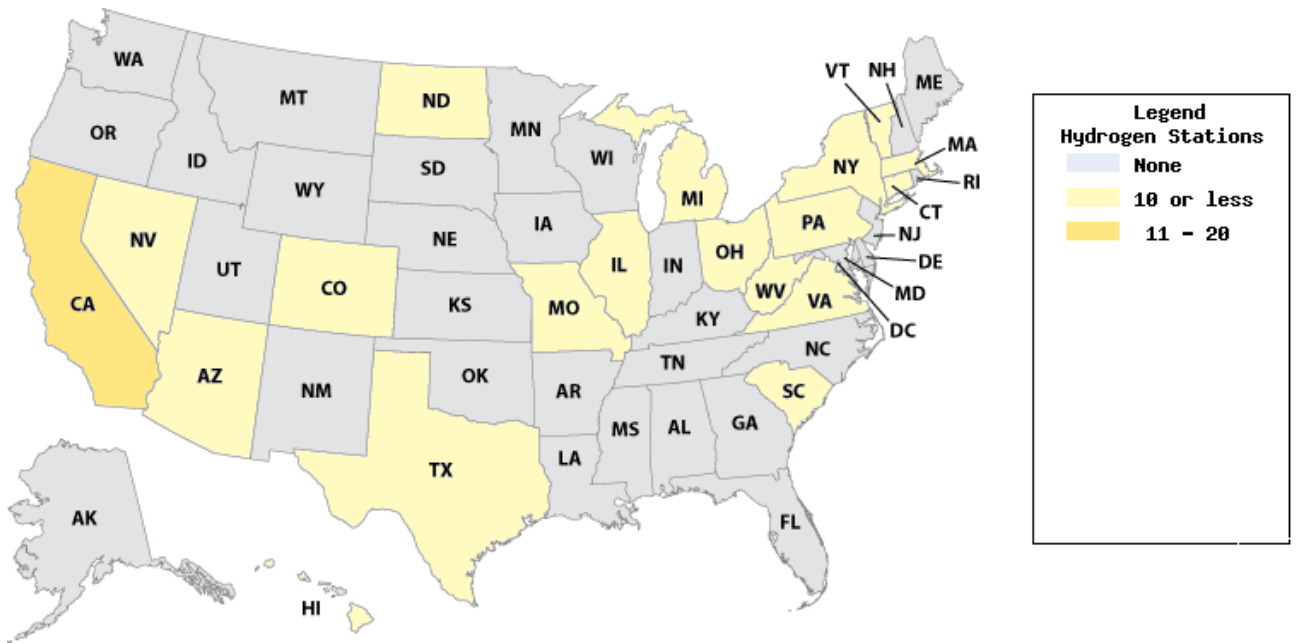 WA
MT
ND
MN
VT
NH
ME
OR
ID
WY
SD
WI
MI
NY
MA
RI
CT
NV
UT
CO
NE
IA
IL
IN
OH
PA
NJ
DE
MD
DC
CA
KS
MO
KY
WV
VA
AZ
NM
OK
AR
TN
NC
SC
TX
LA
MS
AL
GA
FL
AK
HI
Legend
Hydrogen Stations
None
10 or less
11 - 20